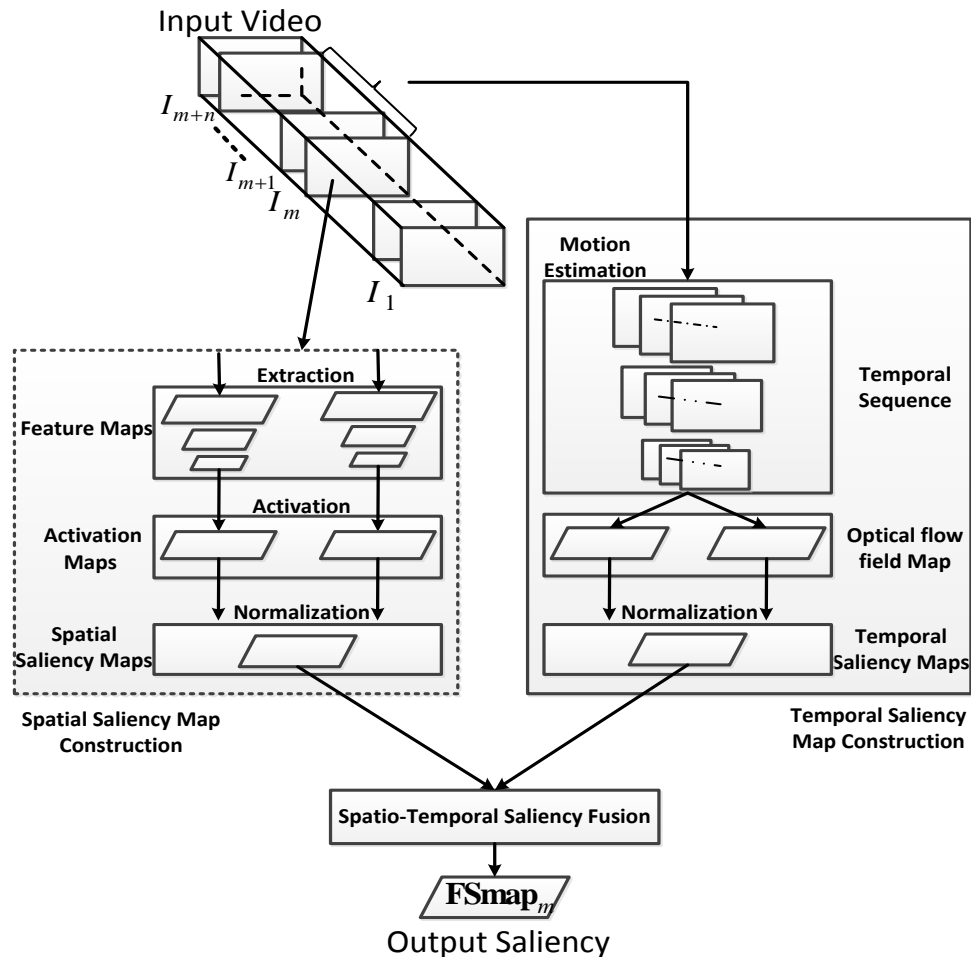 Input Video
I_{m+n}
I_{m+1}
I_m
I_1
Motion
Estimation
Temporal
Sequence
Extraction
Feature Maps
Activation
Activation
Maps
Optical flow
field Map
Normalization
Normalization
Spatial
Saliency Maps
Temporal
Saliency Maps
Spatial Saliency Map
Construction
Temporal Saliency
Map Construction
Spatio-Temporal Saliency Fusion
FSmap_m
Output Saliency